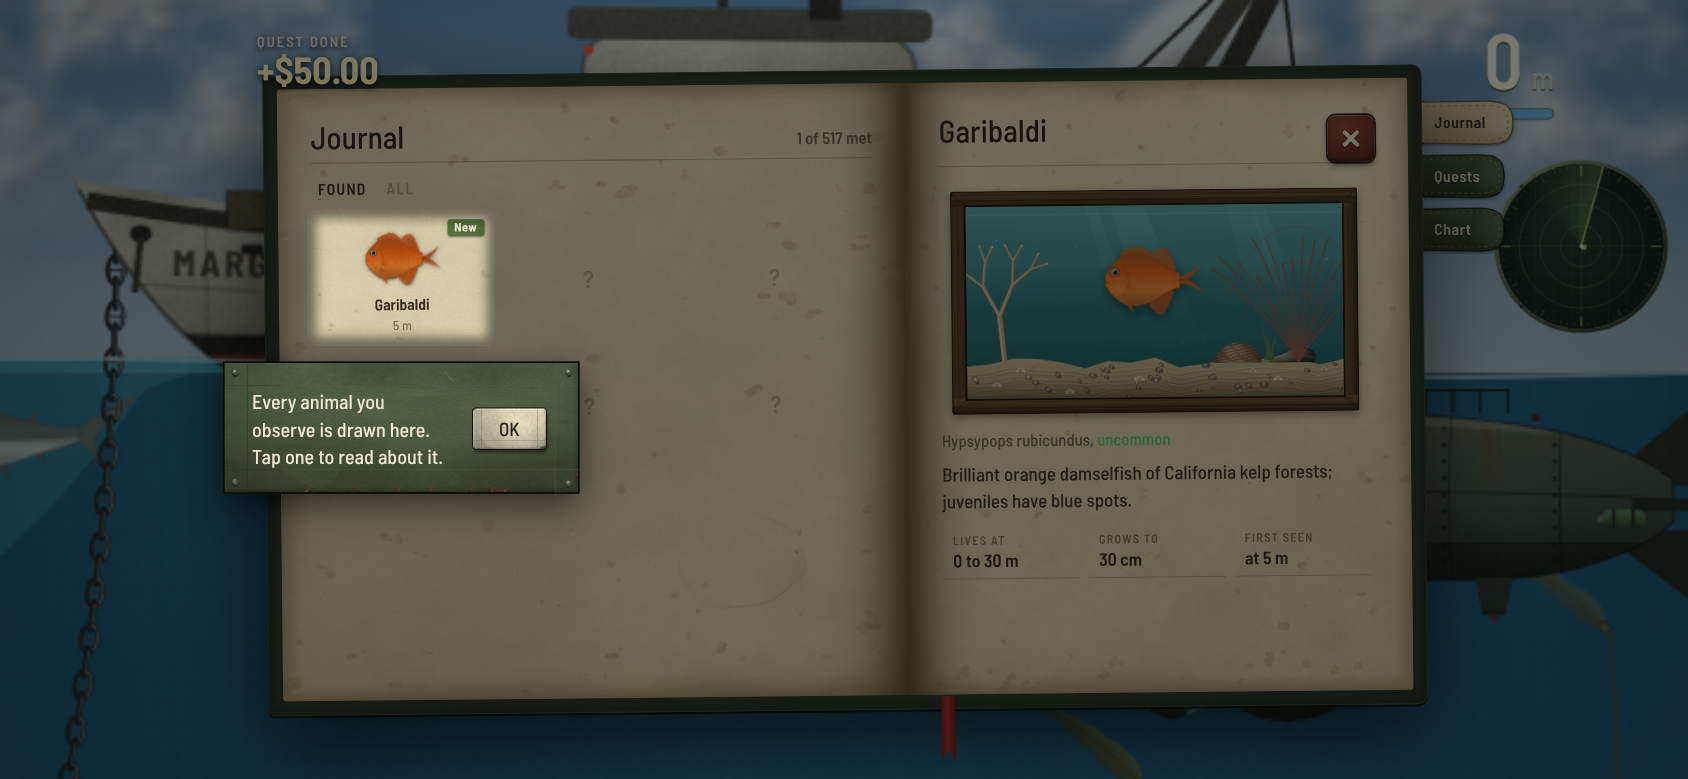 QUEST DONE
+$50.00
0 m
Journal
1 of 517 met
FOUND ALL
New
Garibaldi
5 m
?
?
?
?
Every animal you
observe is drawn here.
Tap one to read about it.
OK
Garibaldi
Hypsypops rubicundus, uncommon
Brilliant orange damselfish of California kelp forests;
juveniles have blue spots.
LIVES AT
0 to 30 m
GROWS TO
30 cm
FIRST SEEN
at 5 m
Journal
Quests
Chart
MARG